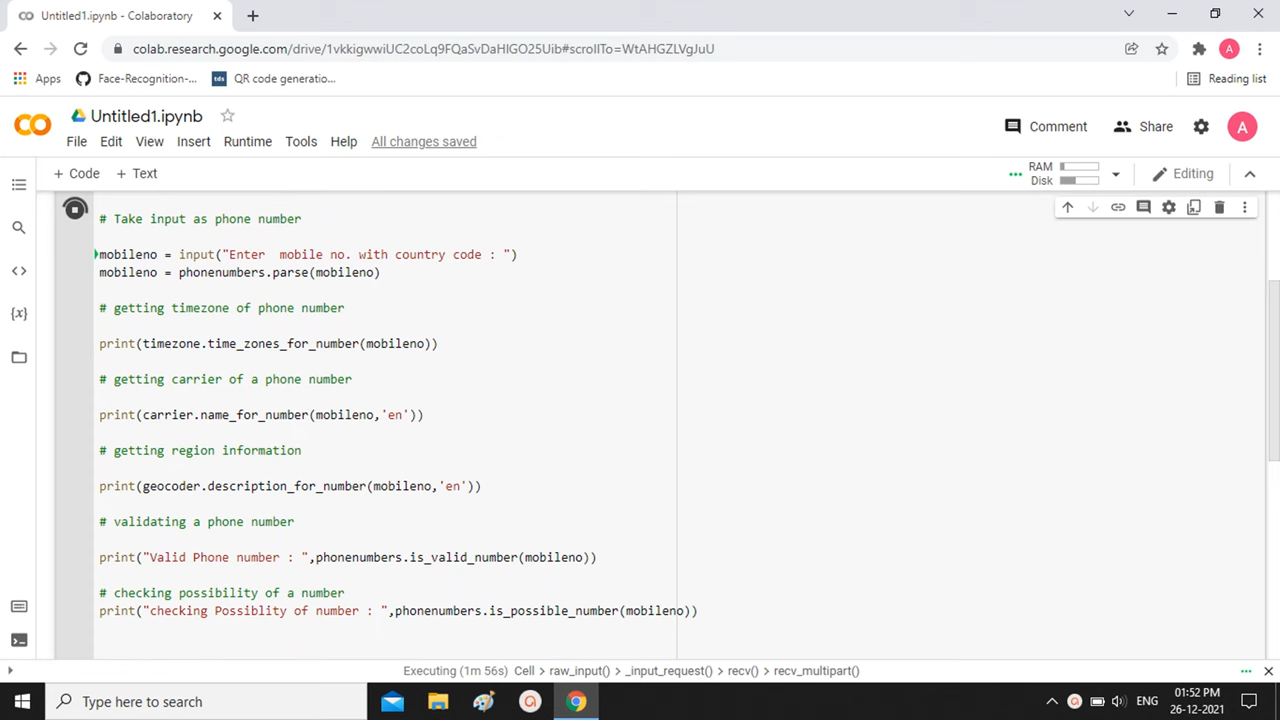 Untitled1.ipynb - Colaboratory
colab.research.google.com/drive/1vkkigwwiUC2coLq9FQaSvDaHlGO25Uib#scrollTo=WtAHGZLVgJuU
A
Apps
Face-Recognition-...
tds
QR code generatio...
Reading list
Untitled1.ipynb
Comment
Share
A
File Edit View Insert Runtime Tools Help All changes saved
+ Code + Text
RAM
Disk
Editing
# Take input as phone number
mobileno = input("Enter  mobile no. with country code : ")
mobileno = phonenumbers.parse(mobileno)
# getting timezone of phone number
print(timezone.time_zones_for_number(mobileno))
# getting carrier of a phone number
print(carrier.name_for_number(mobileno,'en'))
# getting region information
print(geocoder.description_for_number(mobileno,'en'))
# validating a phone number
print("Valid Phone number : ",phonenumbers.is_valid_number(mobileno))
# checking possibility of a number
print("checking Possiblity of number : ",phonenumbers.is_possible_number(mobileno))
{x}
Executing (1m 56s) Cell > raw_input() > _input_request() > recv() > recv_multipart()
Type here to search
ENG
01:52 PM
26-12-2021